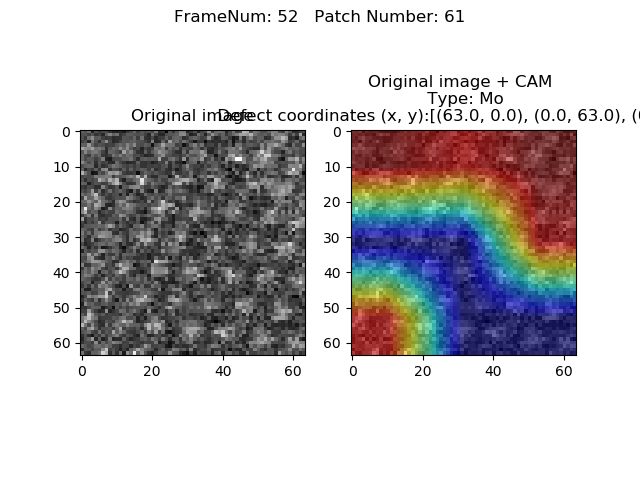 FrameNum: 52   Patch Number: 61
Original image + CAM
Type: Mo
Original image
Defect coordinates (x, y):[(63.0, 0.0), (0.0, 63.0), (
0
10
20
30
40
50
60
0 20 40 60
0
10
20
30
40
50
60
0 20 40 60